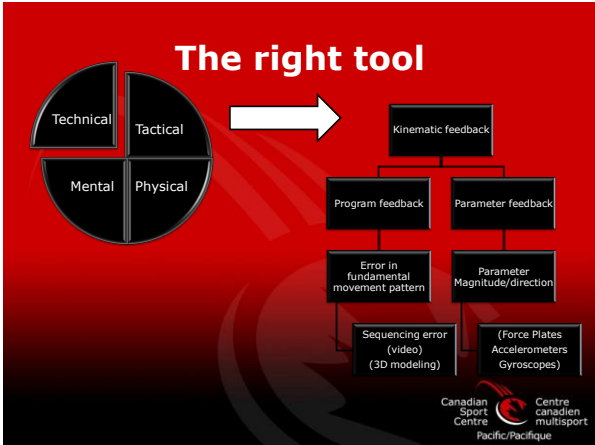 The right tool
Technical
Tactical
Mental
Physical
Kinematic feedback
Program feedback
Parameter feedback
Error in
fundamental
movement pattern
Parameter
Magnitude/direction
Sequencing error
(video)
(3D modeling)
(Force Plates
Accelerometers
Gyroscopes)
Canadian
Sport
Centre
Centre
canadien
multisport
Pacific/Pacifique